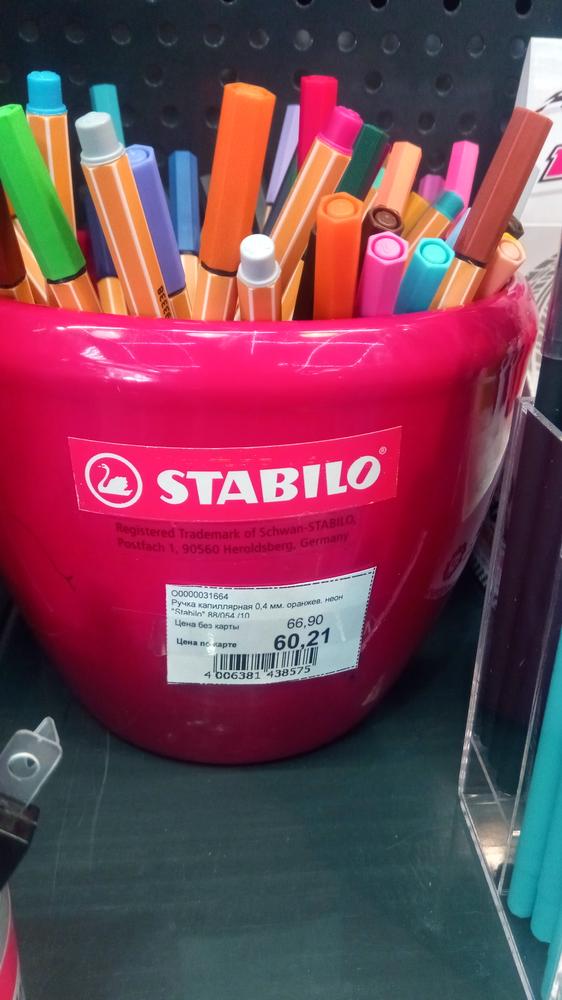 STABILO®
Registered Trademark of Schwan-STABILO,
Postfach 1, 90560 Heroldsberg, Germany
O0000031664
Ручка капиллярная 0,4 мм. оранжев. неон
"Stabilo" 88/054 /10
Цена без карты 66,90
Цена по карте 60,21
4 006381 438575